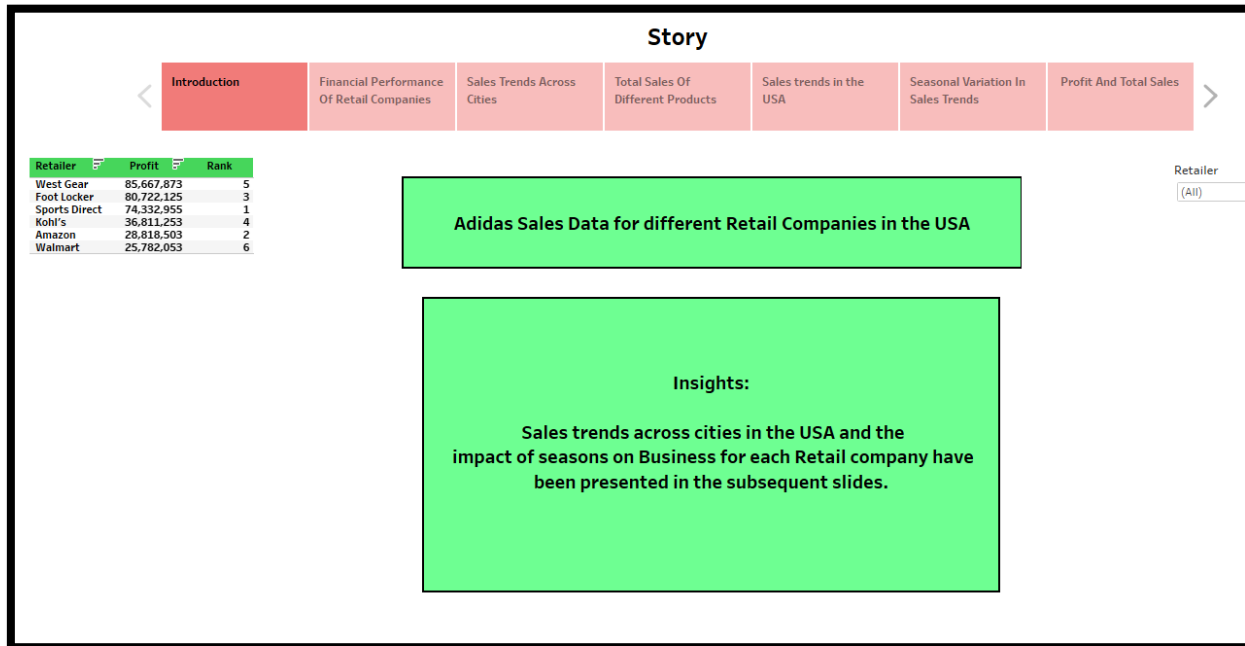 Story
Introduction
Financial Performance
Of Retail Companies
Sales Trends Across
Cities
Total Sales Of
Different Products
Sales trends in the
USA
Seasonal Variation In
Sales Trends
Profit And Total Sales
Retailer Profit Rank
West Gear 85,667,873 5
Foot Locker 80,722,125 3
Sports Direct 74,332,955 1
Kohl's 36,811,253 4
Amazon 28,818,503 2
Walmart 25,782,053 6
Adidas Sales Data for different Retail Companies in the USA
Retailer
(All)
Insights:
Sales trends across cities in the USA and the
impact of seasons on Business for each Retail company have
been presented in the subsequent slides.